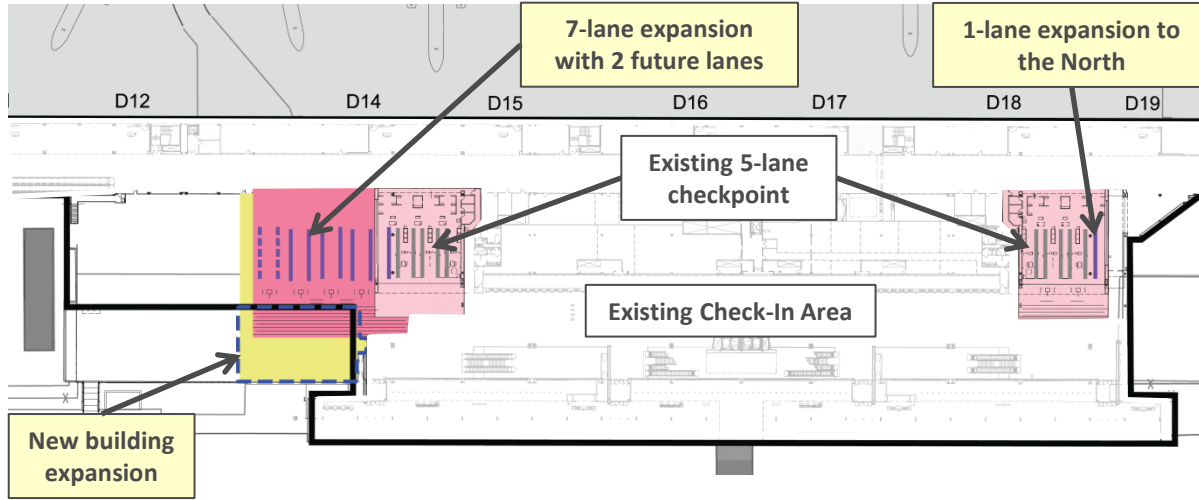 7-lane expansion
with 2 future lanes
1-lane expansion to
the North
D12
D14
D15
D16
D17
D18
D19
Existing 5-lane
checkpoint
Existing Check-In Area
New building
expansion